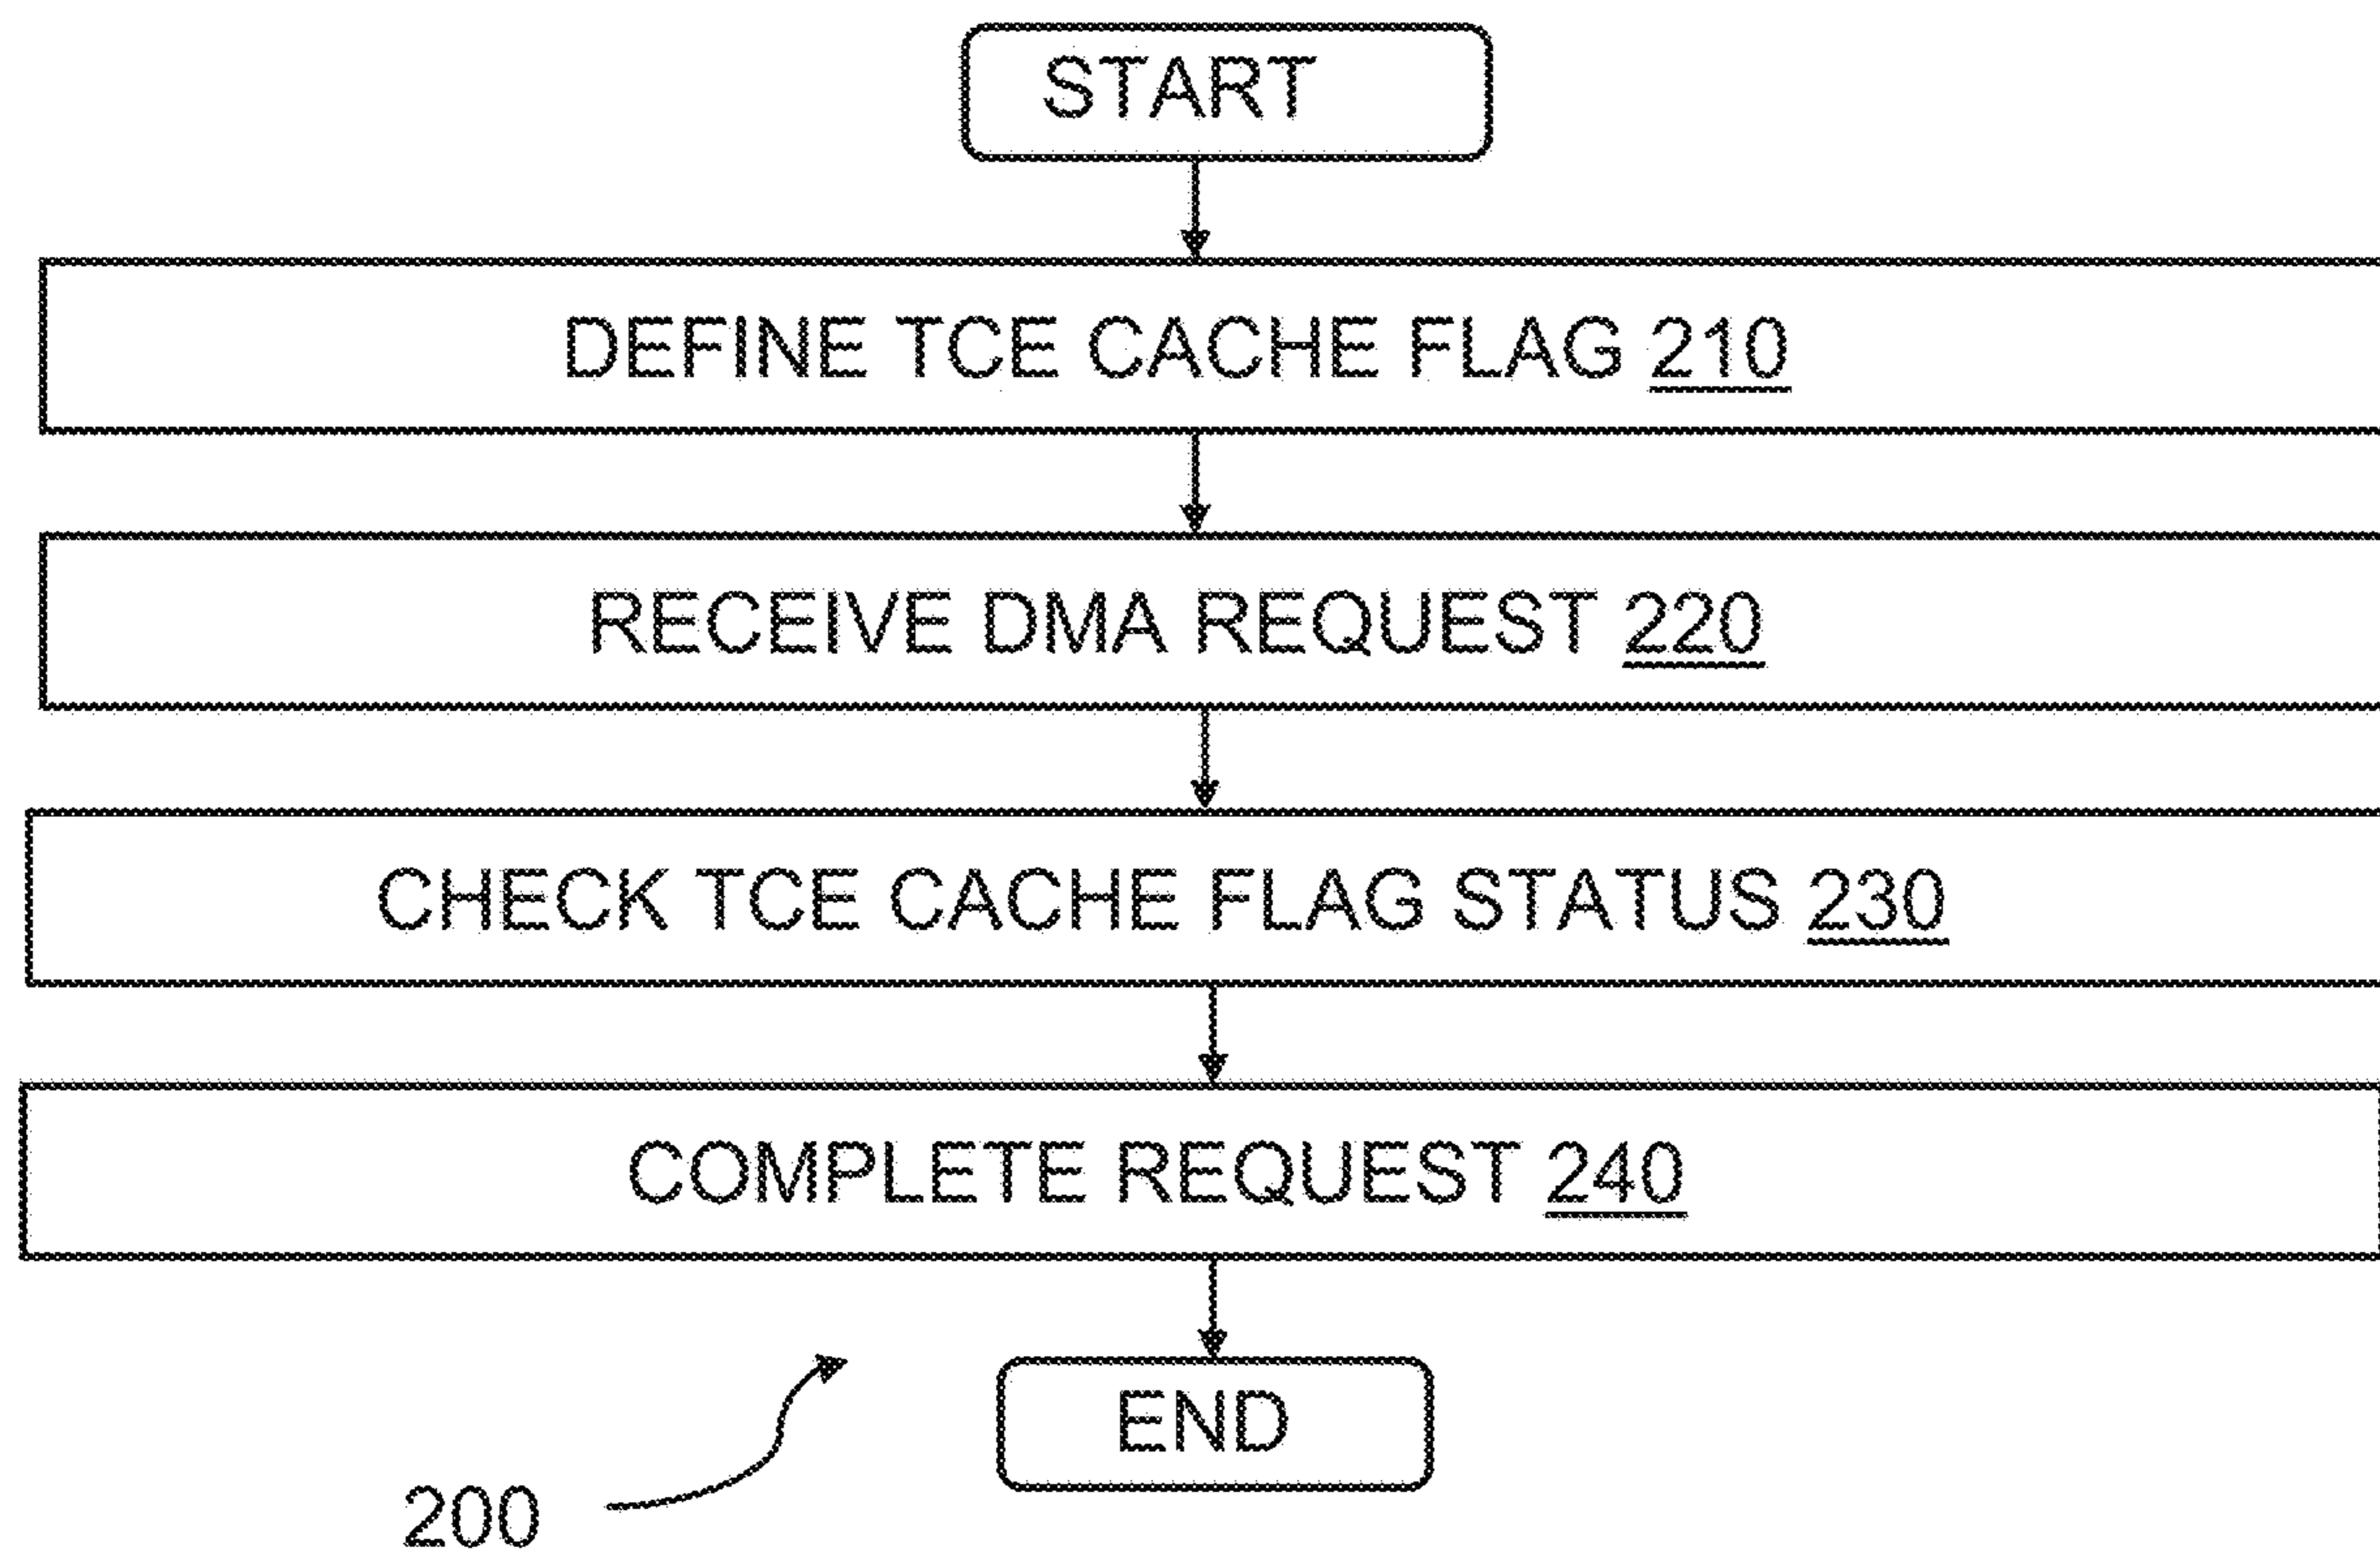 START
DEFINE TCE CACHE FLAG 210
RECEIVE DMA REQUEST 220
CHECK TCE CACHE FLAG STATUS 230
COMPLETE REQUEST 240
END
200